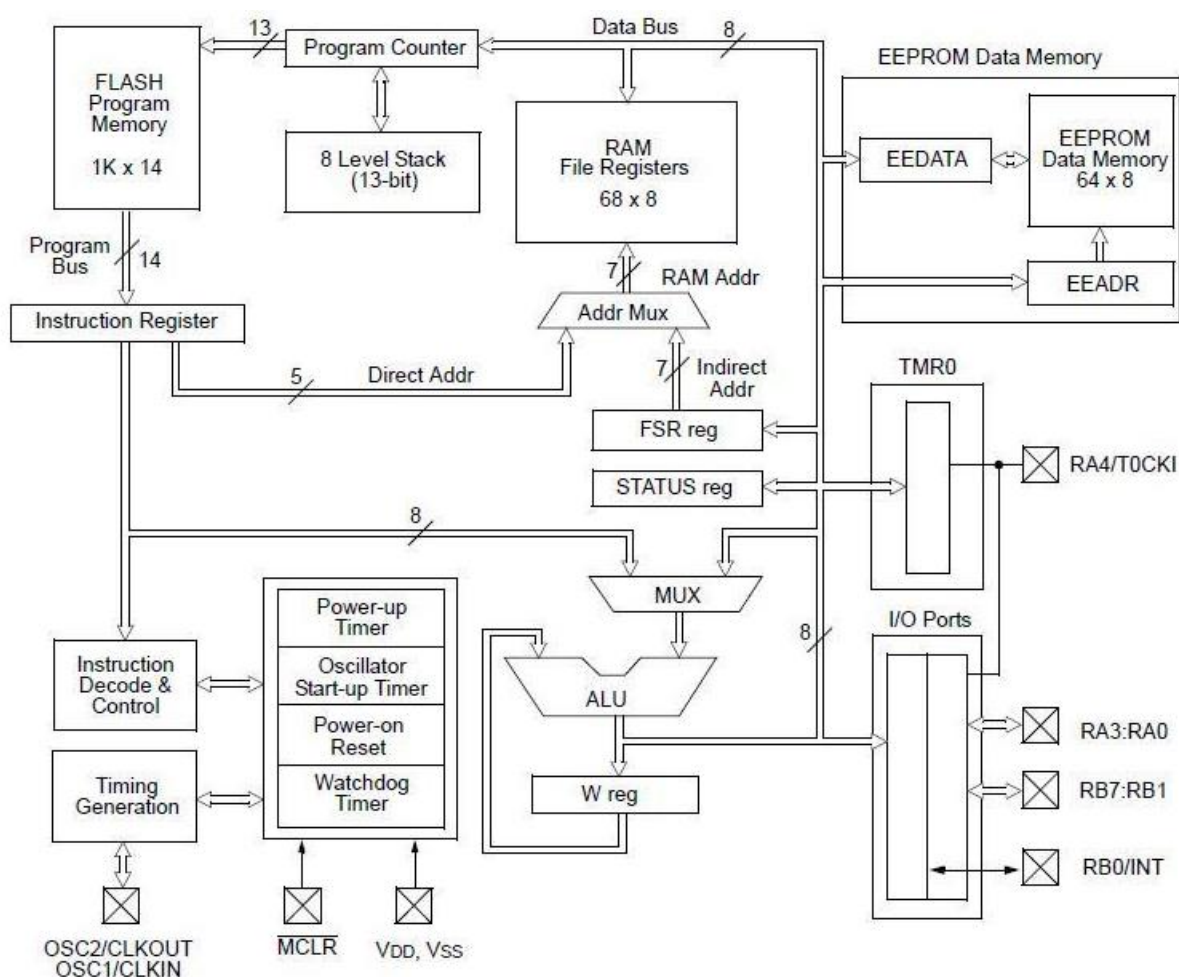 13
Program Counter
Data Bus
8
EEPROM Data Memory
FLASH
Program
Memory
1K x 14
8 Level Stack
(13-bit)
RAM
File Registers
68 x 8
EEDATA
EEPROM
Data Memory
64 x 8
EEADR
Program
Bus
14
7
RAM Addr
Addr Mux
Instruction Register
5
Direct Addr
7
Indirect
Addr
TMR0
FSR reg
STATUS reg
RA4/T0CKI
8
MUX
8
I/O Ports
Power-up
Timer
Oscillator
Start-up Timer
Power-on
Reset
Watchdog
Timer
Instruction
Decode &
Control
ALU
Timing
Generation
W reg
RA3:RA0
RB7:RB1
RB0/INT
OSC2/CLKOUT
OSC1/CLKIN
MCLR
VDD, VSS